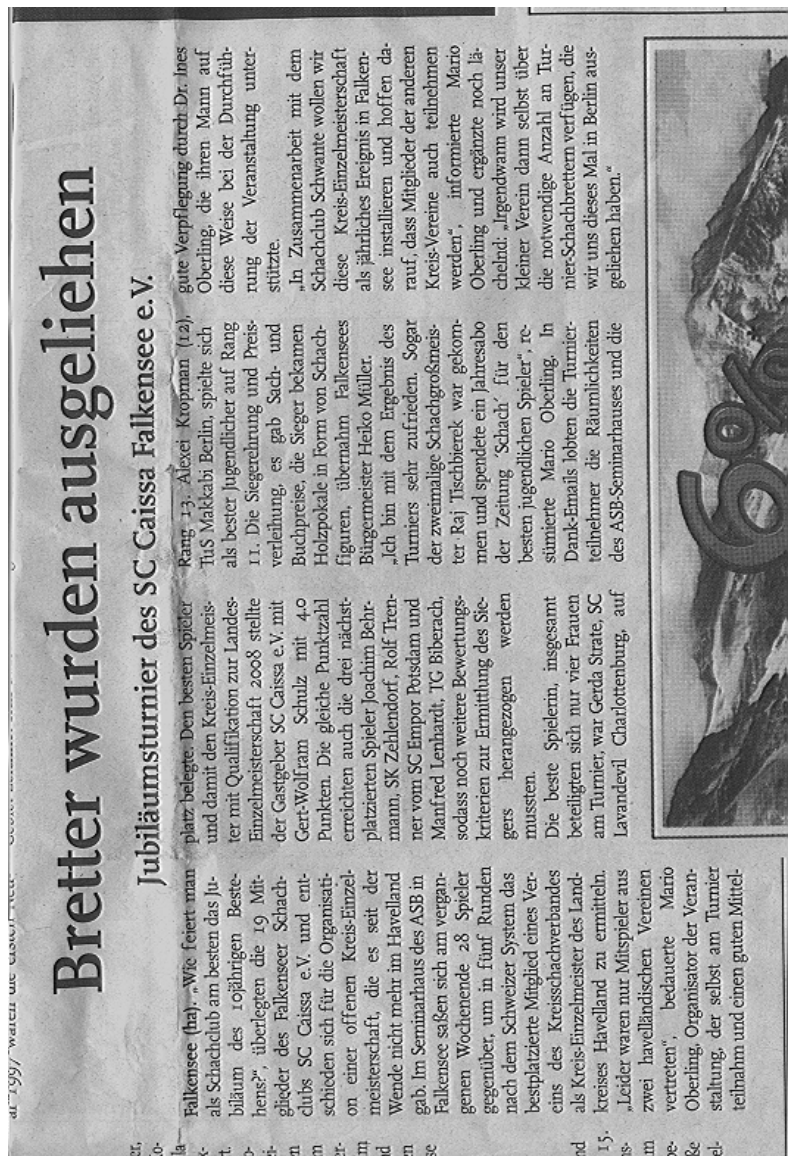 Bretter wurden ausgeliehen
Jubiläumsturnier des SC Caissa Falkensee e.V.
Falkensee (ha). „Wie feiert man
als Schachclub am besten das Ju-
biläum des 10jährigen Beste-
hens?“, überlegten die 19 Mit-
glieder des Falkenseer Schach-
clubs SC Caissa e.V. und ent-
schieden sich für die Organisati-
on einer offenen Kreis-Einzel-
meisterschaft, die es seit der
Wende nicht mehr im Havelland
gab. Im Seminarhaus des ASB in
Falkensee saßen sich am vergan-
genen Wochenende 28 Spieler
gegenüber, um in fünf Runden
nach dem Schweizer System das
bestplatzierte Mitglied eines Ver-
eins des Kreisschachverbandes
als Kreis-Einzelmeister des Land-
kreises Havelland zu ermitteln.
„Leider waren nur Mitspieler aus
zwei havelländischen Vereinen
vertreten“, bedauerte Mario
Oberling, Organisator der Veran-
staltung, der selbst am Turnier
teilnahm und einen guten Mittel-
platz belegte. Den besten Spieler
und damit den Kreis-Einzelmeis-
ter mit Qualifikation zur Landes-
Einzelmeisterschaft 2008 stellte
der Gastgeber SC Caissa e.V. mit
Gert-Wolfram Schulz mit 4.0
Punkten. Die gleiche Punktzahl
erreichten auch die drei nächst-
platzierten Spieler Joachim Behr-
mann, SK Zehlendorf, Rolf Tren-
ner vom SC Empor Potsdam und
Manfred Lenhardt, TG Biberach,
sodass noch weitere Bewertungs-
kriterien zur Ermittlung des Sie-
gers herangezogen werden
mussten.
Die beste Spielerin, insgesamt
beteiligten sich nur vier Frauen
am Turnier, war Gerda Strate, SC
Lavandevil Charlottenburg, auf
Rang 13. Alexei Kropman (12),
TuS Makkabi Berlin, spielte sich
als bester Jugendlicher auf Rang
11. Die Siegerehrung und Preis-
verleihung, es gab Sach- und
Buchpreise, die Sieger bekamen
Holzpokale in Form von Schach-
figuren, übernahm Falkensees
Bürgermeister Heiko Müller.
„Ich bin mit dem Ergebnis des
Turniers sehr zufrieden. Sogar
der zweimalige Schachgroßmeis-
ter Raj Tischbierek war gekom-
men und spendete ein Jahresabo
der Zeitung ‘Schach’ für den
besten jugendlichen Spieler“, re-
sümierte Mario Oberling. In
Dank-Emails lobten die Turnier-
teilnehmer die Räumlichkeiten
des ASB-Seminarhauses und die
gute Verpflegung durch Dr. Ines
Oberling, die ihren Mann auf
diese Weise bei der Durchfüh-
rung der Veranstaltung unter-
stützte.
„In Zusammenarbeit mit dem
Schachclub Schwante wollen wir
diese Kreis-Einzelmeisterschaft
als jährliches Ereignis in Falken-
see installieren und hoffen da-
rauf, dass Mitglieder der anderen
Kreis-Vereine auch teilnehmen
werden“, informierte Mario
Oberling und ergänzte noch lä-
chelnd: „Irgendwann wird unser
kleiner Verein dann selbst über
die notwendige Anzahl an Tur-
nier-Schachbrettern verfügen, die
wir uns dieses Mal in Berlin aus-
geliehen haben.“